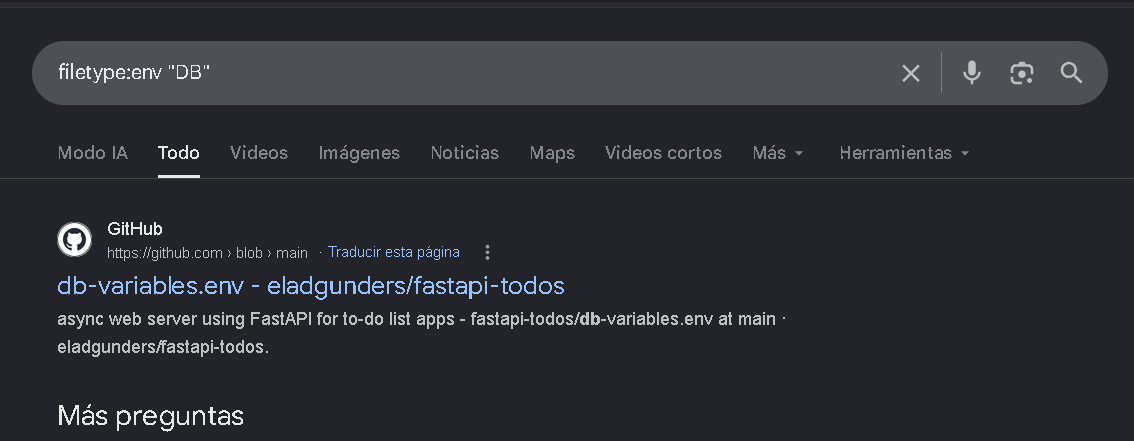 filetype:env "DB"
Modo IA Todo Videos Imágenes Noticias Maps Videos cortos Más Herramientas
GitHub
https://github.com › blob › main · Traducir esta página
db-variables.env - eladgunders/fastapi-todos
async web server using FastAPI for to-do list apps - fastapi-todos/db-variables.env at main ·
eladgunders/fastapi-todos.
Más preguntas